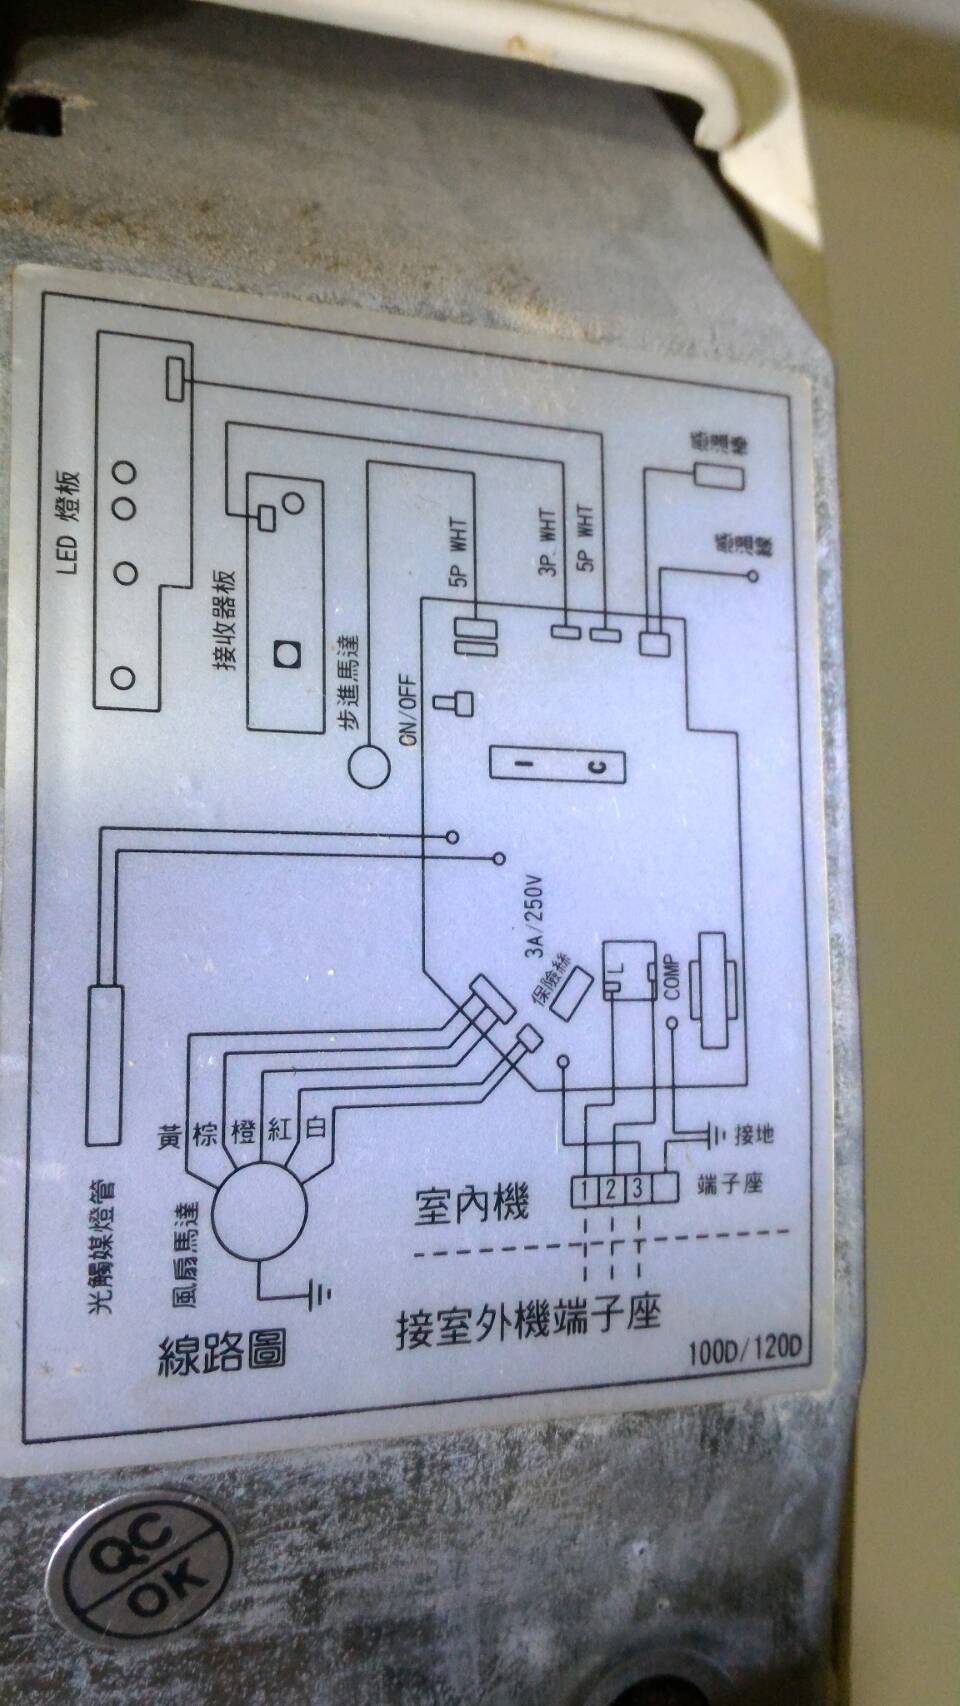 LED 燈板
接收器板
步進馬達
ON/OFF
5P WHT
3P WHT
5P WHT
感溫棒
感溫線
I C
光觸媒燈管
黃
棕
橙
紅
白
風扇馬達
3A/250V
保險絲
L
COMP
接地
1
2
3
端子座
室內機
線路圖
接室外機端子座
100D/120D
QC
OK